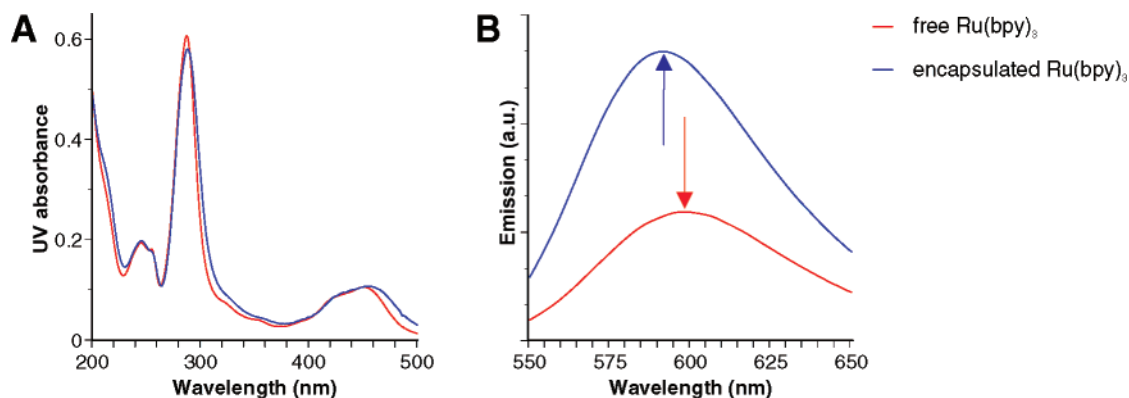 A
UV absorbance
0.6
0.4
0.2
0
200
300
400
500
Wavelength (nm)
B
Emission (a.u.)
550
575
600
625
650
Wavelength (nm)
free Ru(bpy)₃
encapsulated Ru(bpy)₃